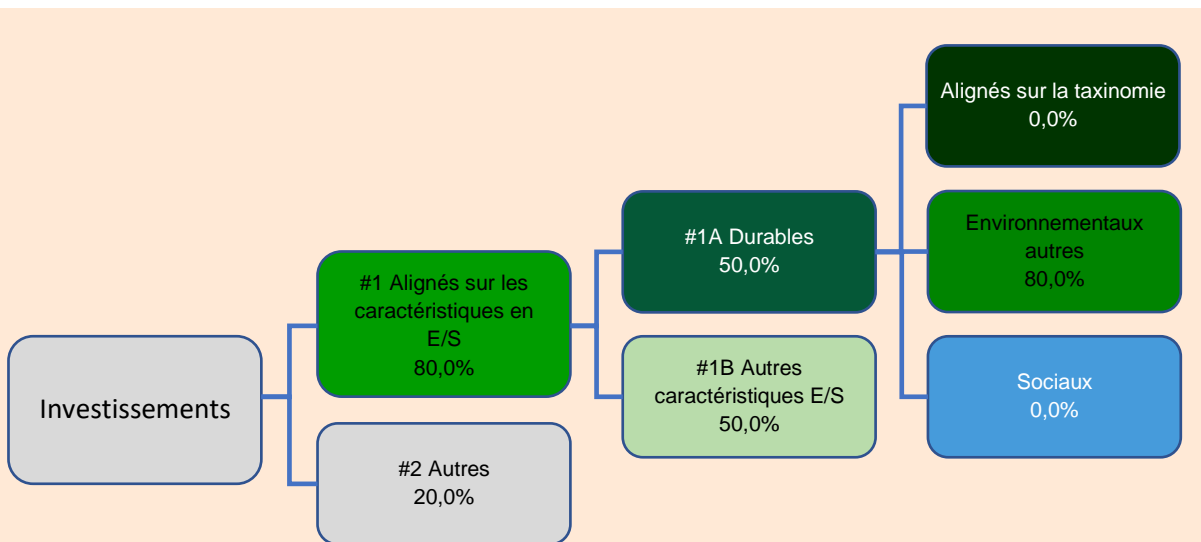 Investissements
#1 Alignés sur les
caractéristiques en
E/S
80,0%
#2 Autres
20,0%
#1A Durables
50,0%
#1B Autres
caractéristiques E/S
50,0%
Alignés sur la taxinomie
0,0%
Environnementaux
autres
80,0%
Sociaux
0,0%